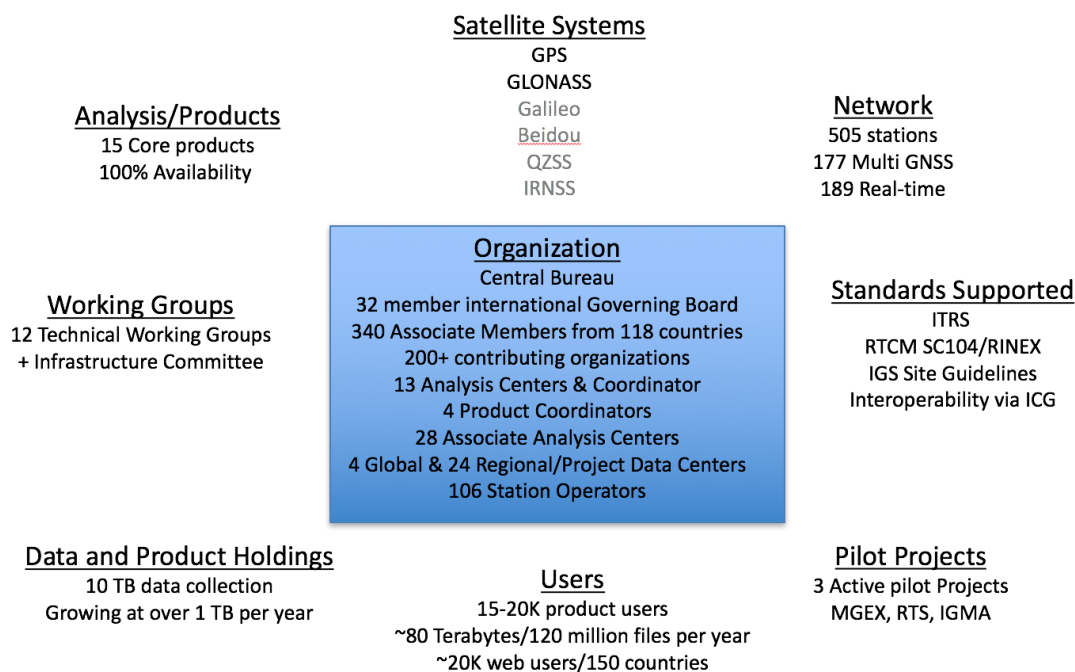 Satellite Systems
GPS
GLONASS
Galileo
Beidou
QZSS
IRNSS
Analysis/Products
15 Core products
100% Availability
Network
505 stations
177 Multi GNSS
189 Real-time
Organization
Central Bureau
32 member international Governing Board
340 Associate Members from 118 countries
200+ contributing organizations
13 Analysis Centers & Coordinator
4 Product Coordinators
28 Associate Analysis Centers
4 Global & 24 Regional/Project Data Centers
106 Station Operators
Working Groups
12 Technical Working Groups
+ Infrastructure Committee
Standards Supported
ITRS
RTCM SC104/RINEX
IGS Site Guidelines
Interoperability via ICG
Data and Product Holdings
10 TB data collection
Growing at over 1 TB per year
Users
15-20K product users
~80 Terabytes/120 million files per year
~20K web users/150 countries
Pilot Projects
3 Active pilot Projects
MGEX, RTS, IGMA